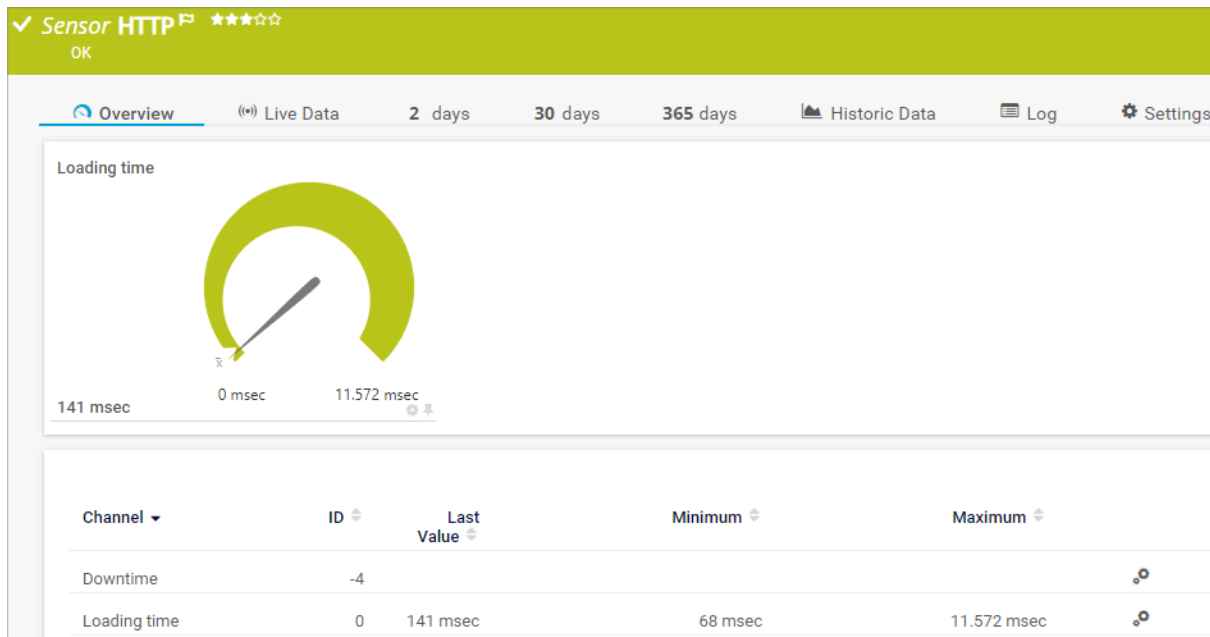 Sensor HTTP
OK
Overview Live Data 2 days 30 days 365 days Historic Data Log Settings
Loading time
x̅
0 msec 11.572 msec
141 msec
Channel ID Last Value Minimum Maximum
Downtime -4
Loading time 0 141 msec 68 msec 11.572 msec